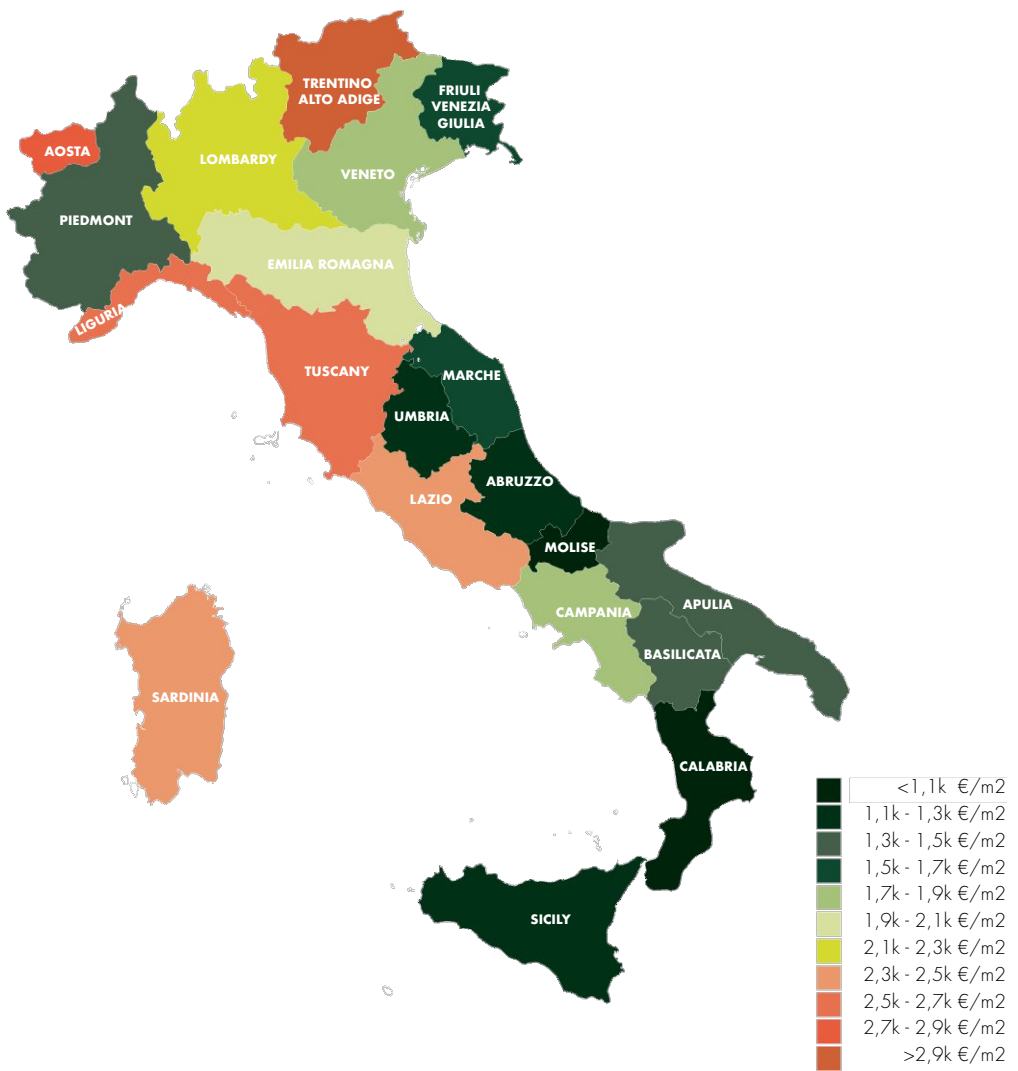 TRENTINO
ALTO ADIGE
FRIULI
VENEZIA
GIULIA
AOSTA
LOMBARDY
VENETO
PIEDMONT
EMILIA ROMAGNA
LIGURIA
TUSCANY
MARCHE
UMBRIA
ABRUZZO
LAZIO
MOLISE
CAMPANIA
APULIA
BASILICATA
SARDINIA
CALABRIA
SICILY
<1,1k €/m2
1,1k - 1,3k €/m2
1,3k - 1,5k €/m2
1,5k - 1,7k €/m2
1,7k - 1,9k €/m2
1,9k - 2,1k €/m2
2,1k - 2,3k €/m2
2,3k - 2,5k €/m2
2,5k - 2,7k €/m2
2,7k - 2,9k €/m2
>2,9k €/m2